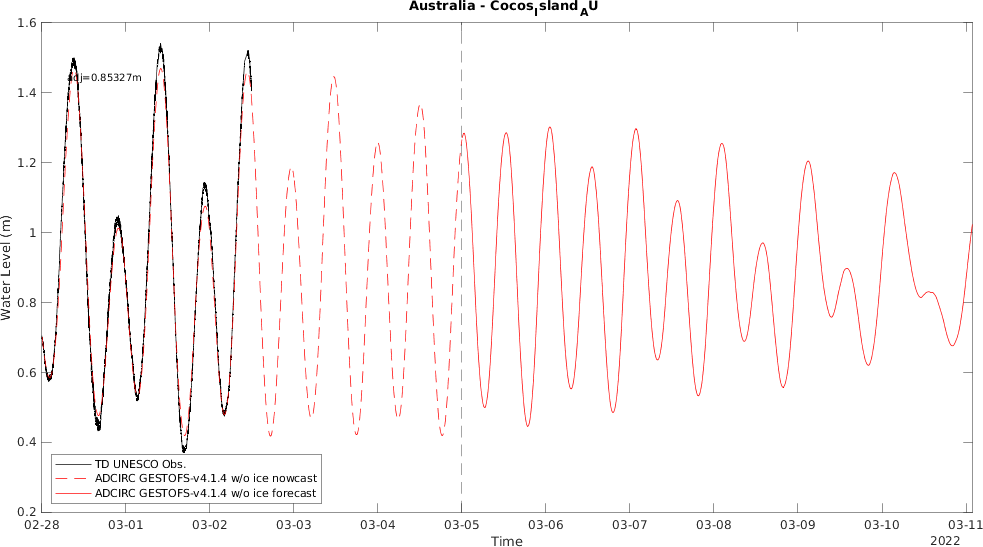 Australia - Cocos_Island_AU
1.6
1.4
1.2
1
0.8
0.6
0.4
0.2
Water Level (m)
adj=0.85327m
TD UNESCO Obs.
ADCIRC GESTOFS-v4.1.4 w/o ice nowcast
ADCIRC GESTOFS-v4.1.4 w/o ice forecast
02-28 03-01 03-02 03-03 03-04 03-05 03-06 03-07 03-08 03-09 03-10 03-11
Time
2022